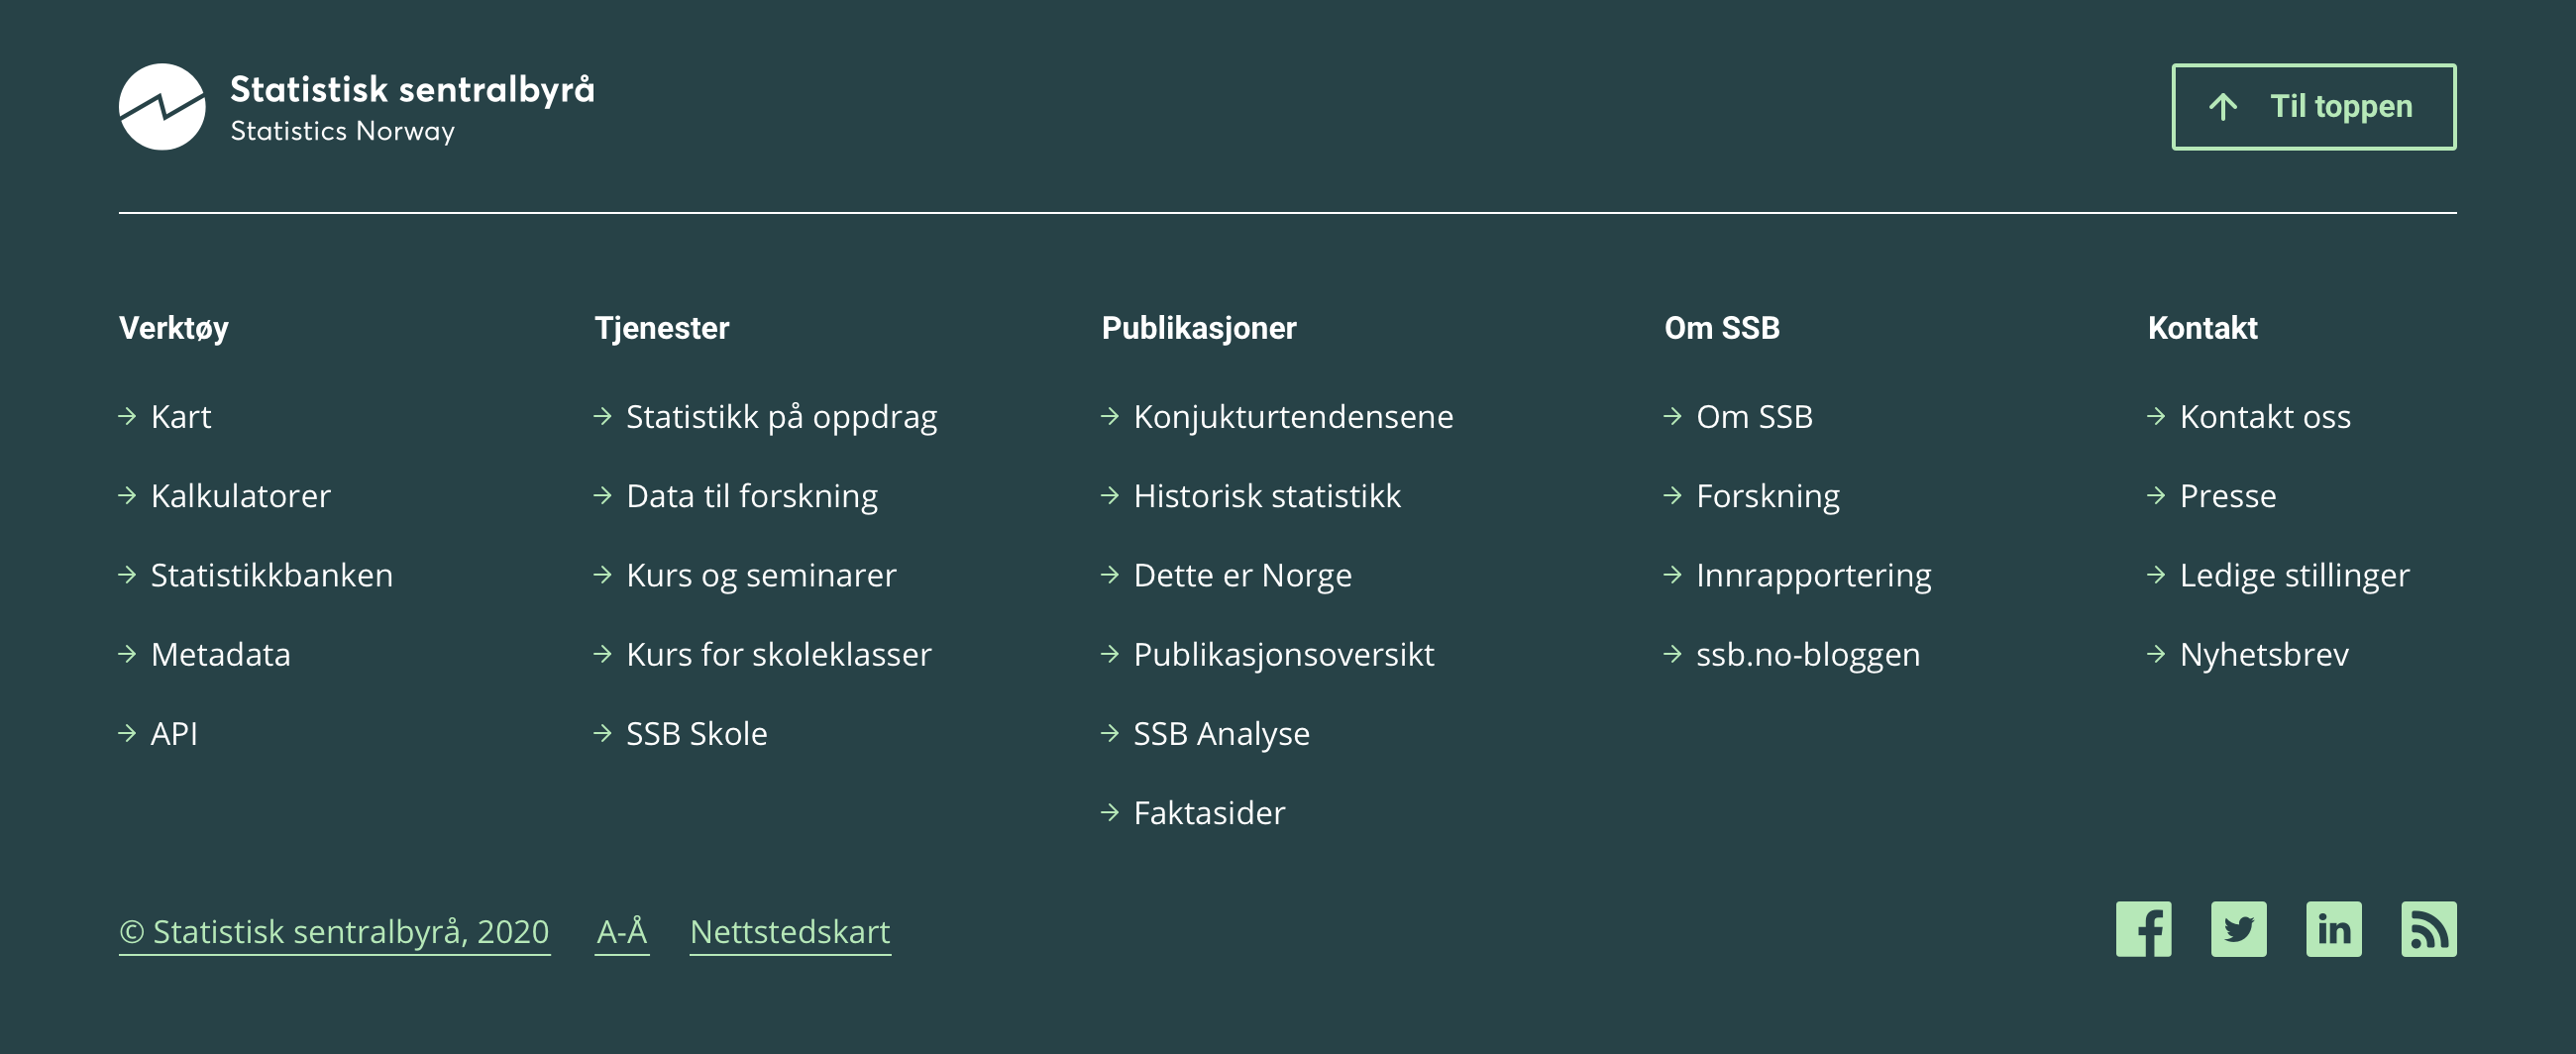 Statistisk sentralbyrå
Statistics Norway
Til toppen
Verktøy
Kart
Kalkulatorer
Statistikkbanken
Metadata
API
Tjenester
Statistikk på oppdrag
Data til forskning
Kurs og seminarer
Kurs for skoleklasser
SSB Skole
Publikasjoner
Konjukturtendensene
Historisk statistikk
Dette er Norge
Publikasjonsoversikt
SSB Analyse
Faktasider
Om SSB
Om SSB
Forskning
Innrapportering
ssb.no-bloggen
Kontakt
Kontakt oss
Presse
Ledige stillinger
Nyhetsbrev
© Statistisk sentralbyrå, 2020
A-Å
Nettstedskart